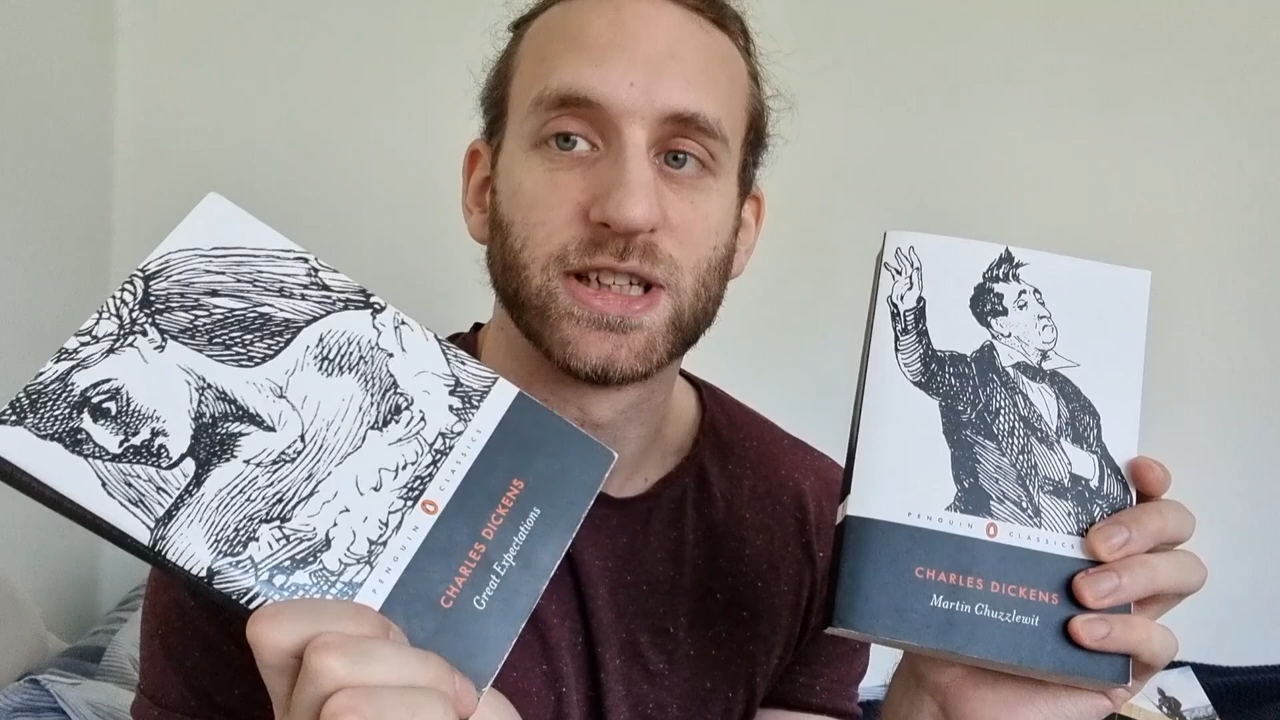 PENGUIN CLASSICS
CHARLES DICKENS
Great Expectations
PENGUIN CLASSICS
CHARLES DICKENS
Martin Chuzzlewit